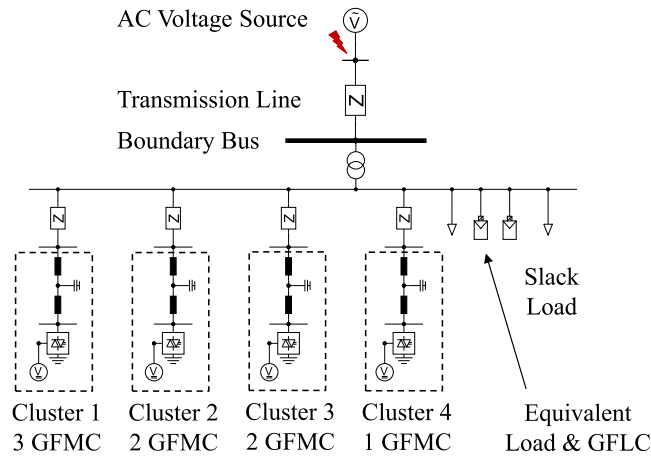 AC Voltage Source
Ṽ
Transmission Line
Z
Boundary Bus
Z
Z
Z
Z
Slack
Load
V
V
V
V
Cluster 1
3 GFMC
Cluster 2
2 GFMC
Cluster 3
2 GFMC
Cluster 4
1 GFMC
Equivalent
Load & GFLC